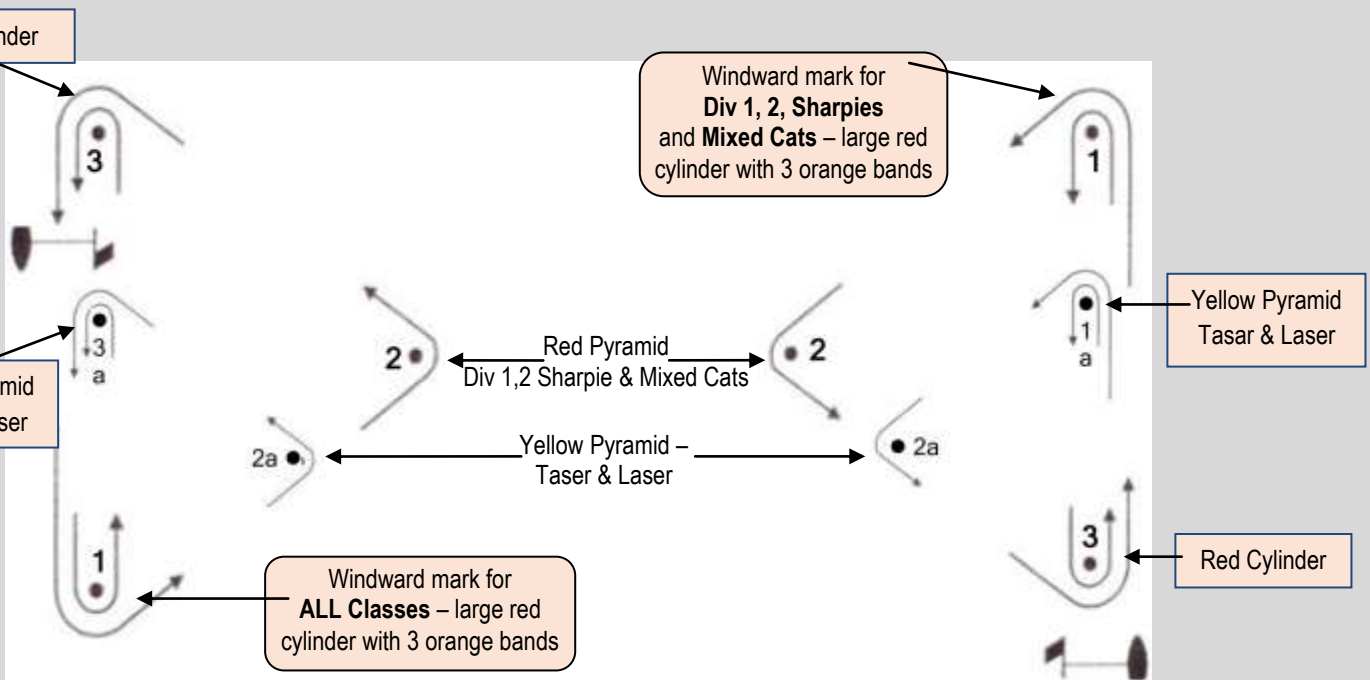 nder
Windward mark for
Div 1, 2, Sharpies
and Mixed Cats – large red
cylinder with 3 orange bands
3
1
Yellow Pyramid
Tasar & Laser
3
a
1
a
2
Red Pyramid
Div 1,2 Sharpie & Mixed Cats
2
mid
ser
2a
Yellow Pyramid –
Taser & Laser
2a
1
3
Red Cylinder
Windward mark for
ALL Classes – large red
cylinder with 3 orange bands